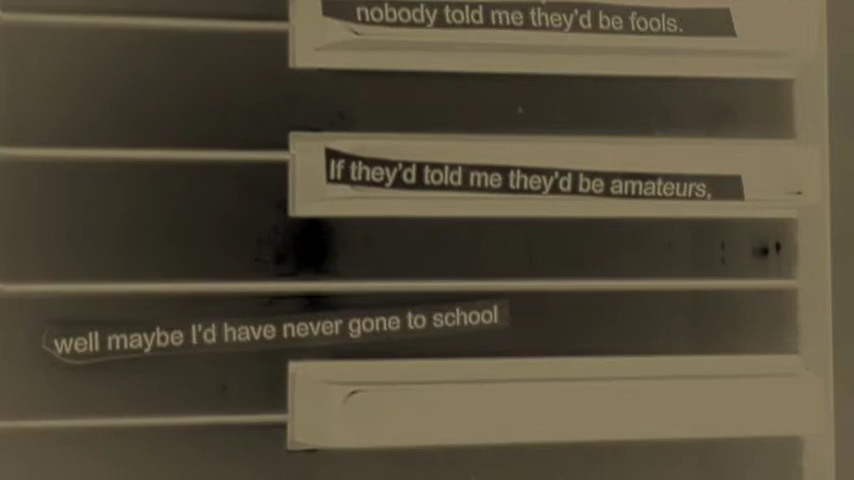 nobody told me they'd be fools.
If they'd told me they'd be amateurs,
well maybe I'd have never gone to school